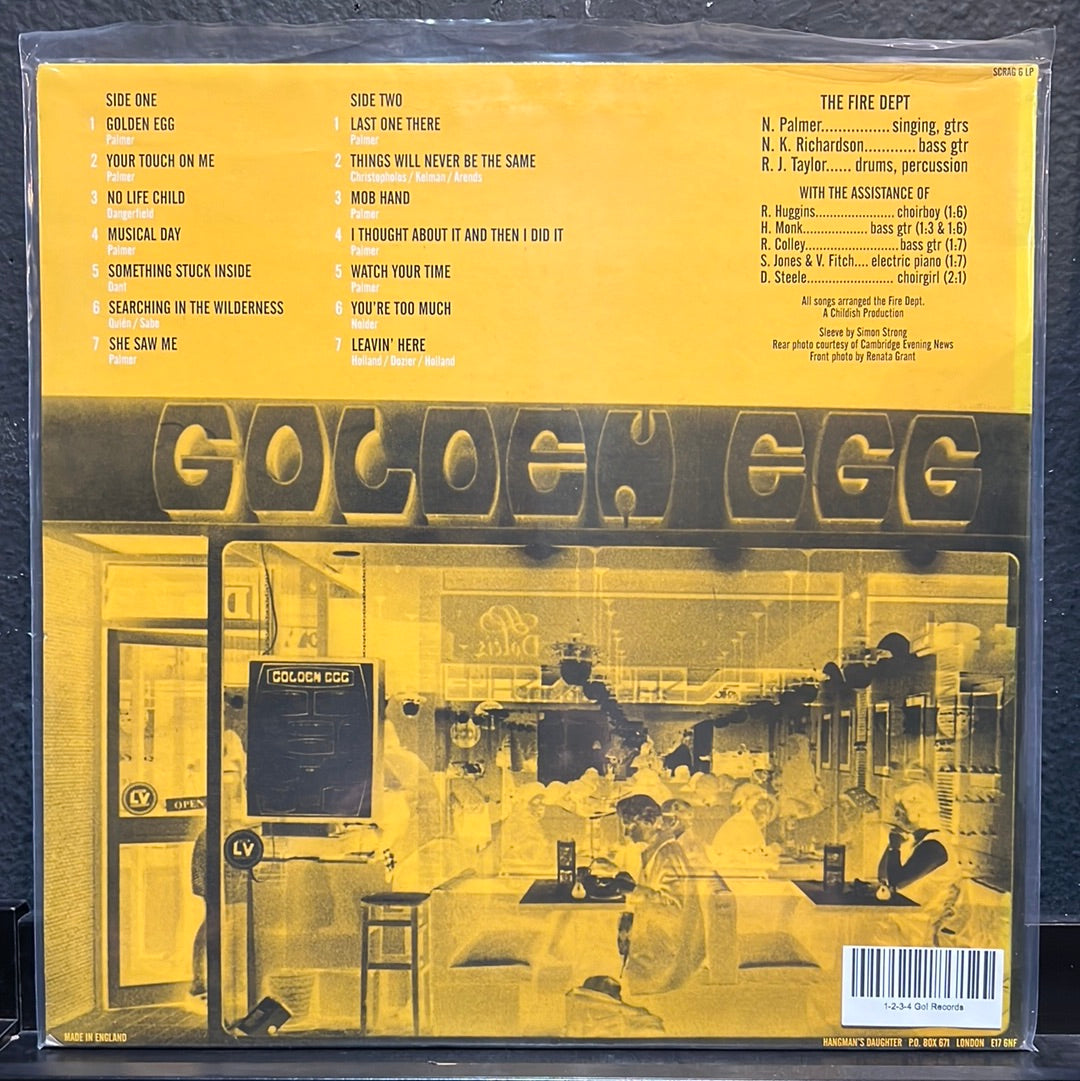 SCRAG 6 LP
SIDE ONE
1 GOLDEN EGG
Palmer
2 YOUR TOUCH ON ME
Palmer
3 NO LIFE CHILD
Dangerfield
4 MUSICAL DAY
Palmer
5 SOMETHING STUCK INSIDE
Dant
6 SEARCHING IN THE WILDERNESS
Quién / Sabe
7 SHE SAW ME
Palmer
SIDE TWO
1 LAST ONE THERE
Palmer
2 THINGS WILL NEVER BE THE SAME
Christopholos / Kelman / Arends
3 MOB HAND
Palmer
4 I THOUGHT ABOUT IT AND THEN I DID IT
Palmer
5 WATCH YOUR TIME
Palmer
6 YOU'RE TOO MUCH
Nolder
7 LEAVIN' HERE
Holland / Dozier / Holland
THE FIRE DEPT
N. Palmer................singing, gtrs
N. K. Richardson............bass gtr
R. J. Taylor...... drums, percussion
WITH THE ASSISTANCE OF
R. Huggins...................... choirboy (1:6)
H. Monk.................. bass gtr (1:3 & 1:6)
R. Colley..........................bass gtr (1:7)
S. Jones & V. Fitch.... electric piano (1:7)
D. Steele......................... choirgirl (2:1)
All songs arranged the Fire Dept.
A Childish Production
Sleeve by Simon Strong
Rear photo courtesy of Cambridge Evening News
Front photo by Renata Grant
GOLDEN EGG
GOLDEN EGG
Dolcis
LV
OPEN
LV
1-2-3-4 Go! Records
MADE IN ENGLAND
HANGMAN'S DAUGHTER P.O. BOX 671 LONDON E17 6NF